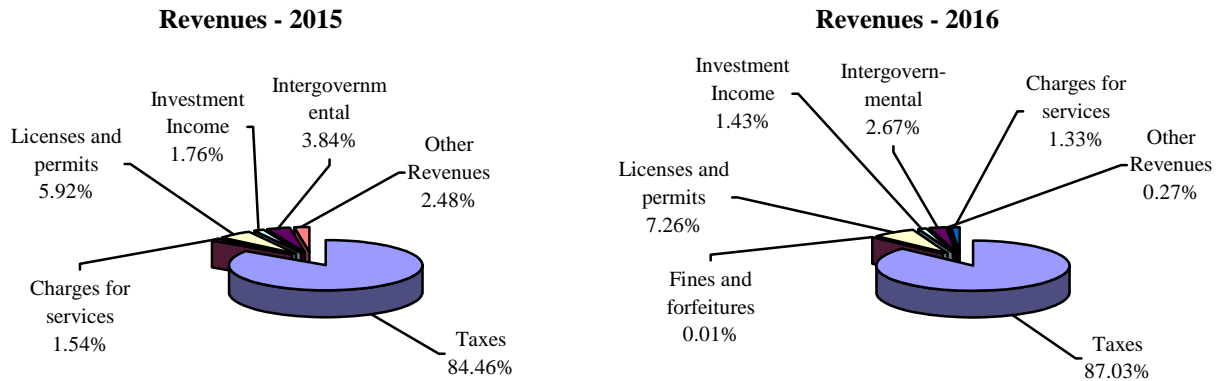 Revenues - 2015
Intergovernm
ental
3.84%
Investment
Income
1.76%
Licenses and
permits
5.92%
Other
Revenues
2.48%
Charges for
services
1.54%
Taxes
84.46%
Revenues - 2016
Investment
Income
1.43%
Intergovern-
mental
2.67%
Charges for
services
1.33%
Other
Revenues
0.27%
Licenses and
permits
7.26%
Fines and
forfeitures
0.01%
Taxes
87.03%